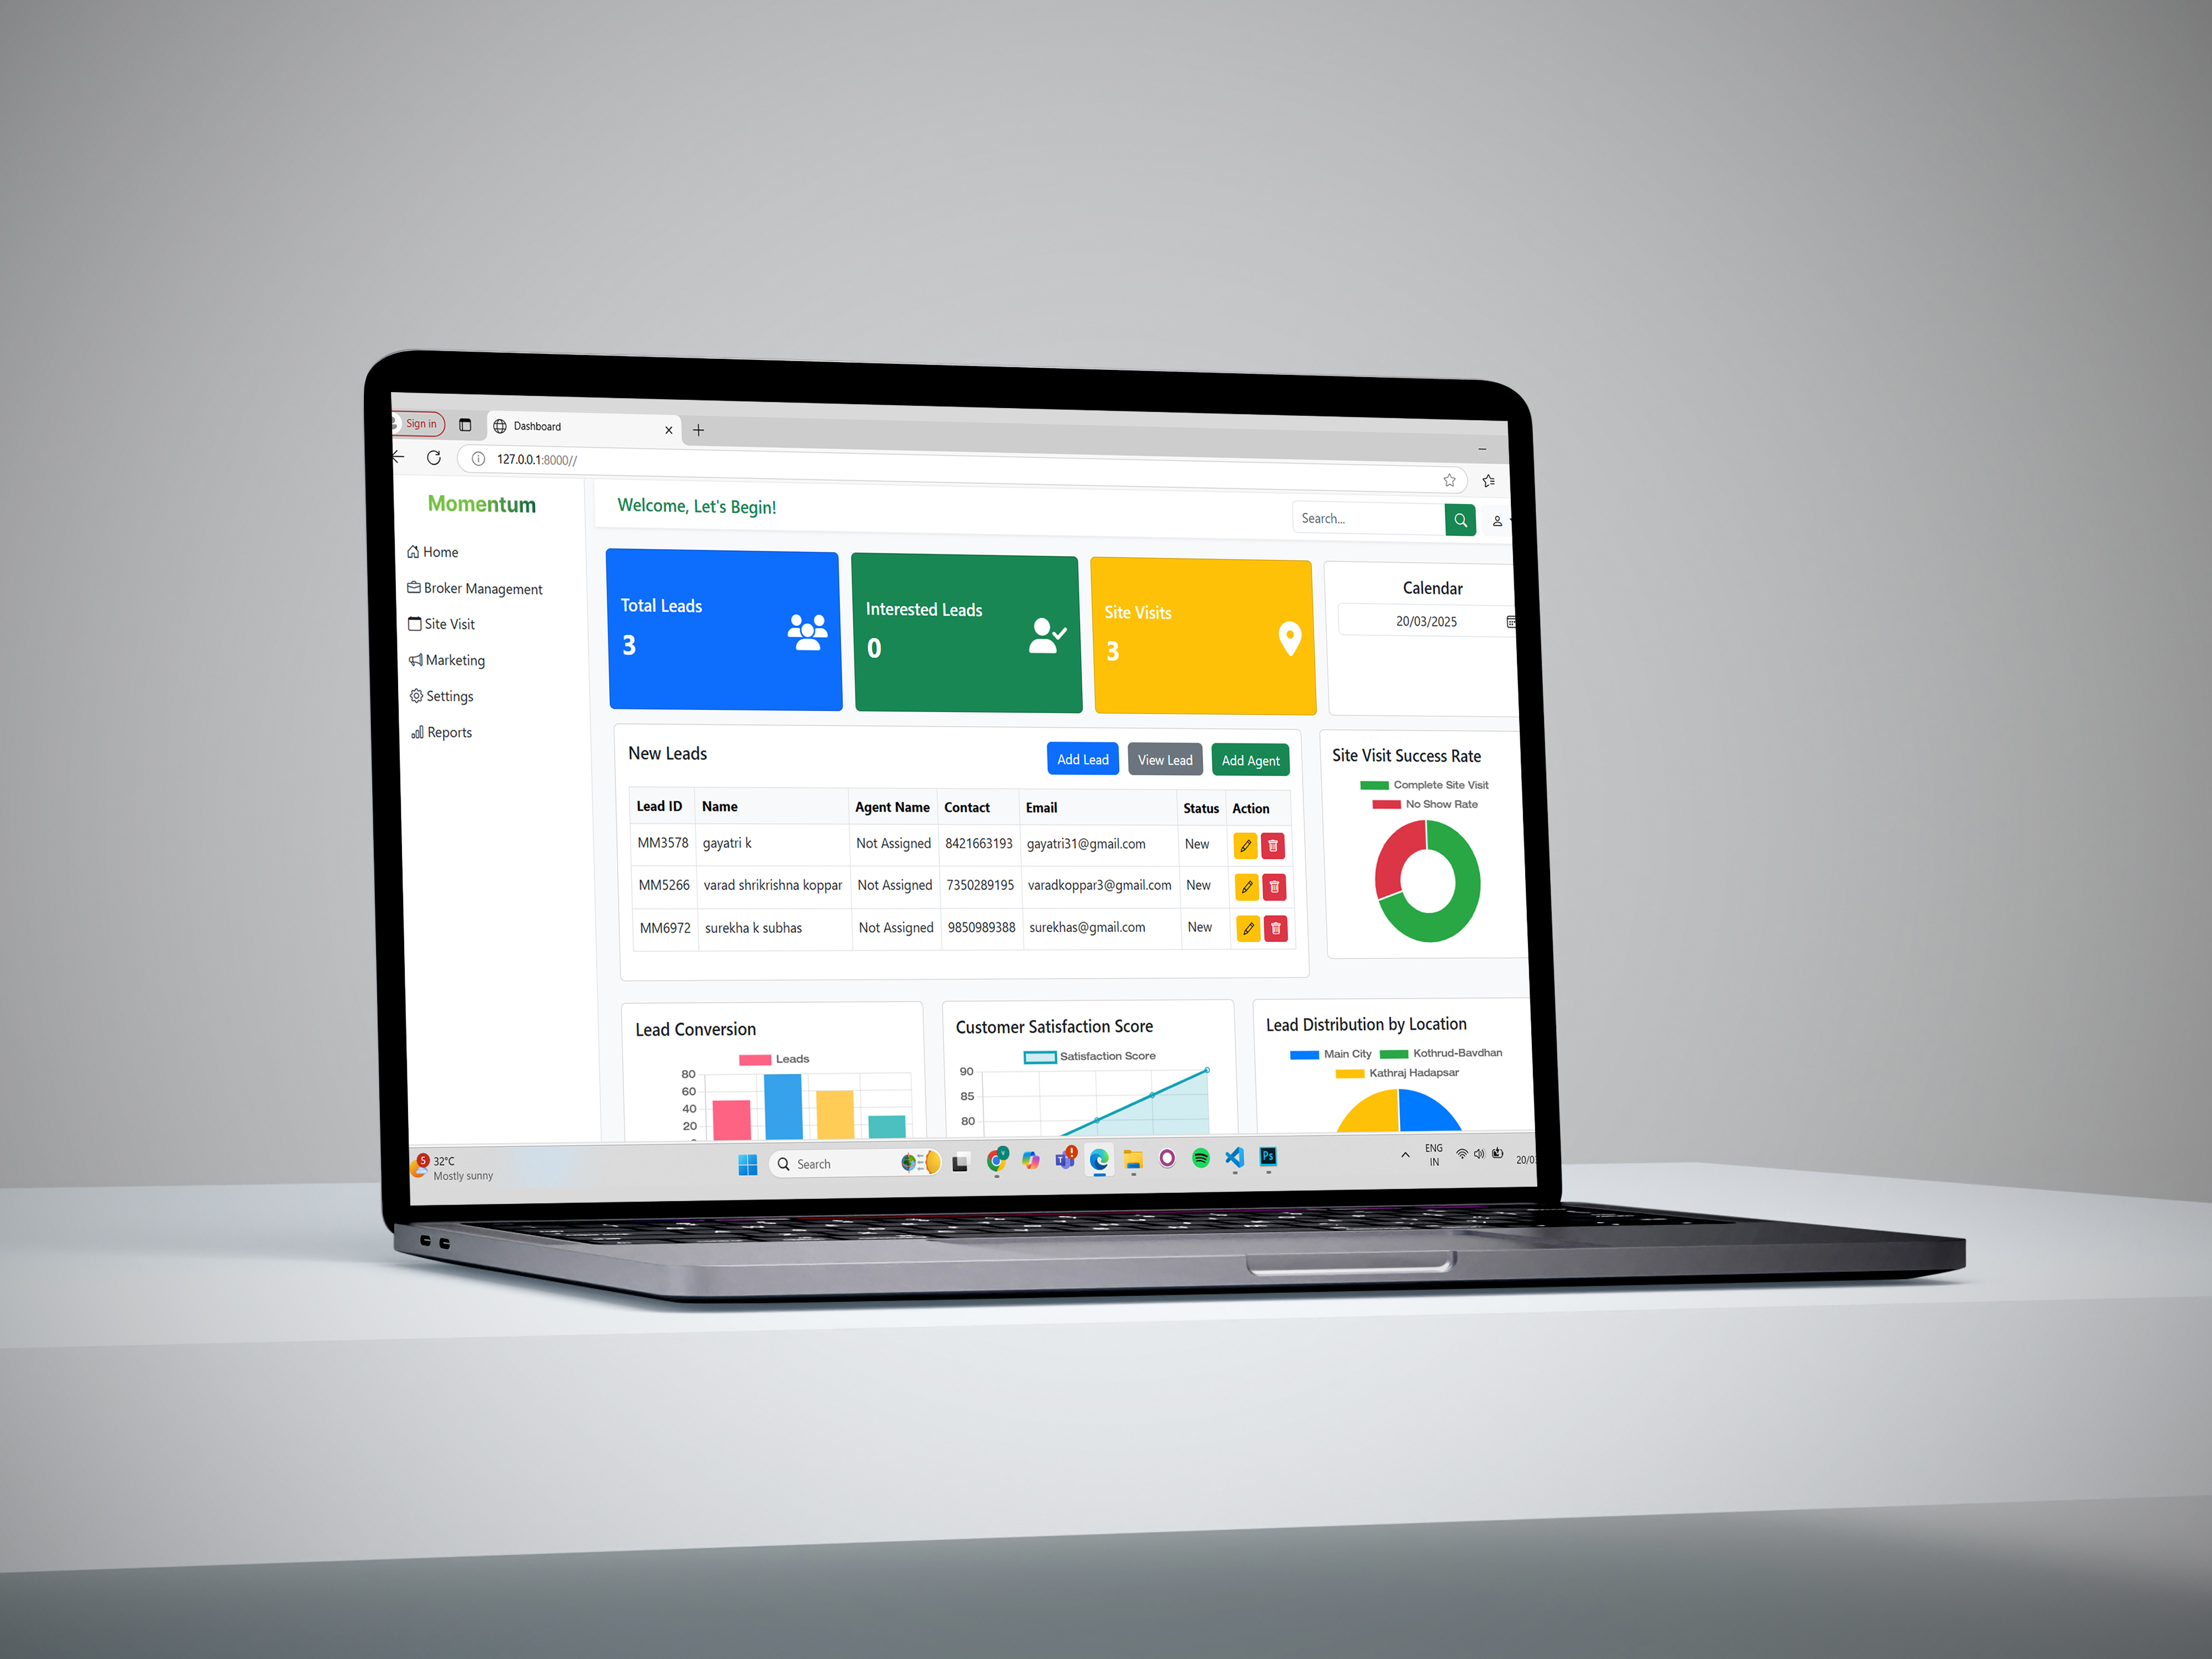 Sign in
Dashboard
127.0.0.1:8000//
Momentum
Welcome, Let's Begin!
Search...
Home
Broker Management
Site Visit
Marketing
Settings
Reports
Total Leads
3
Interested Leads
0
Site Visits
3
Calendar
20/03/2025
New Leads
Add Lead
View Lead
Add Agent
Lead ID Name Agent Name Contact Email Status Action
MM3578 gayatri k Not Assigned 8421663193 gayatri31@gmail.com New
MM5266 varad shrikrishna koppar Not Assigned 7350289195 varadkoppar3@gmail.com New
MM6972 surekha k subhas Not Assigned 9850989388 surekhas@gmail.com New
Site Visit Success Rate
Complete Site Visit
No Show Rate
Lead Conversion
Leads
80
60
40
20
Customer Satisfaction Score
Satisfaction Score
90
85
80
Lead Distribution by Location
Main City Kothrud-Bavdhan
Kathraj Hadapsar
5
32°C
Mostly sunny
Search
Ps
ENG
IN
20/0